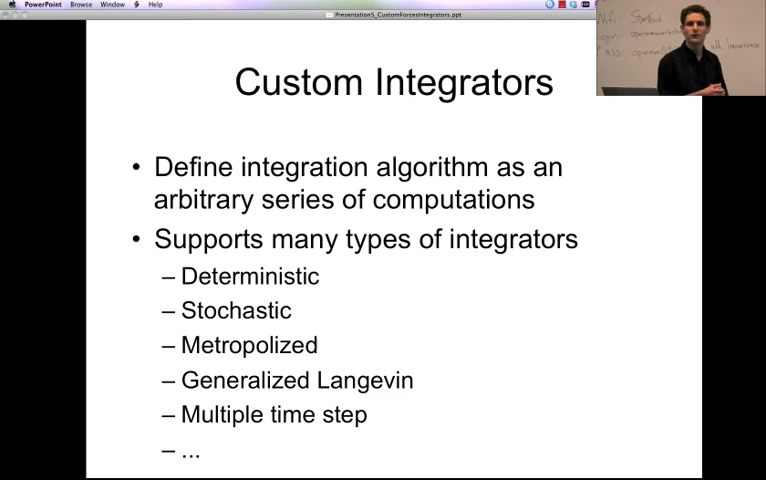 PowerPoint Browse Window Help
Presentation5_CustomForcesIntegrators.ppt
Stanford
Custom Integrators
• Define integration algorithm as an
arbitrary series of computations
• Supports many types of integrators
– Deterministic
– Stochastic
– Metropolized
– Generalized Langevin
– Multiple time step
– ...